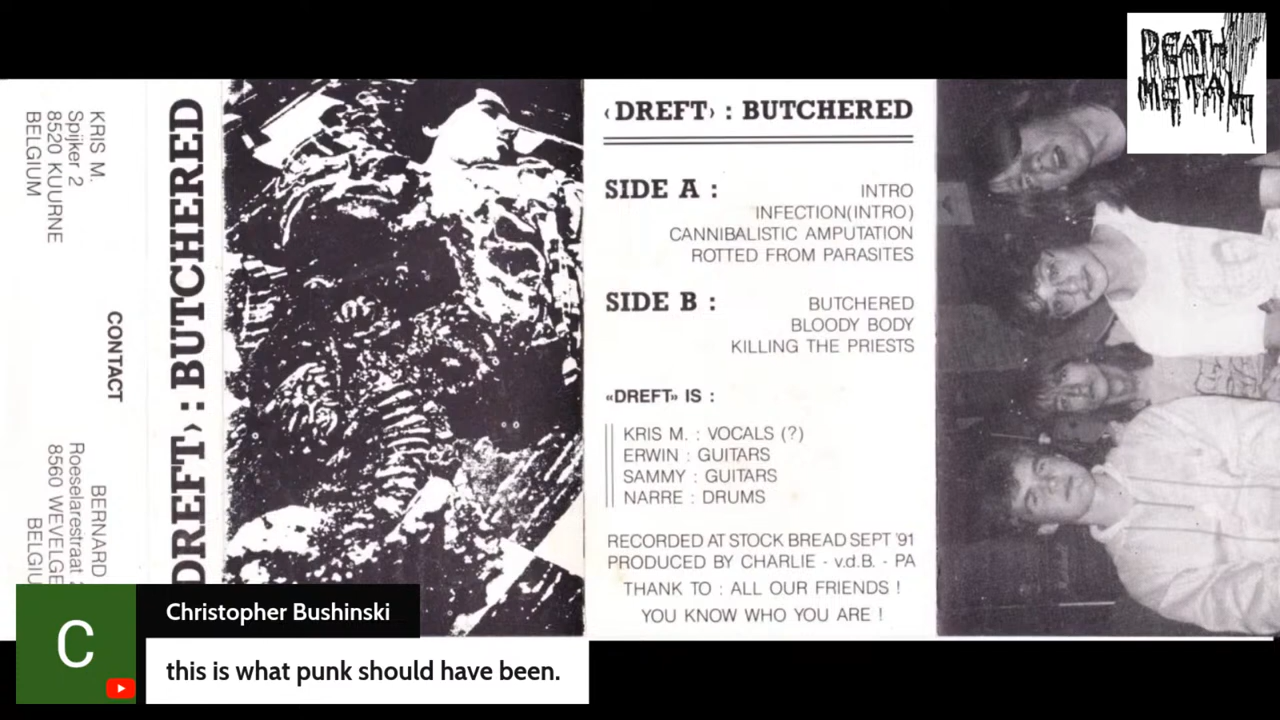 DEATH
METAL
KRIS M.
Spijker 2
8520 KUURNE
BELGIUM
CONTACT
BERNARD
Roeselarestraat
8560
DREFT› : BUTCHERED
‹DREFT› : BUTCHERED
SIDE A :
INTRO
INFECTION(INTRO)
CANNIBALISTIC AMPUTATION
ROTTED FROM PARASITES
SIDE B :
BUTCHERED
BLOODY BODY
KILLING THE PRIESTS
«DREFT» IS :
KRIS M. : VOCALS (?)
ERWIN : GUITARS
SAMMY : GUITARS
NARRE : DRUMS
RECORDED AT STOCK BREAD SEPT '91
PRODUCED BY CHARLIE - v.d.B. - PA
THANK TO : ALL OUR FRIENDS !
YOU KNOW WHO YOU ARE !
C
Christopher Bushinski
this is what punk should have been.